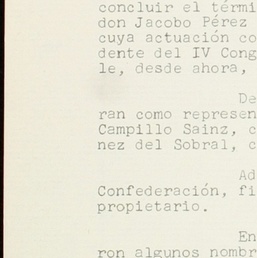 concluir el térmi
don Jacobo Pérez
cuya actuación co
dente del IV Cong
le, desde ahora,
De
ran como represen
Campillo Sainz, c
nez del Sobral, c
Ad
Confederación, fi
propietario.
En
ron algunos nombr